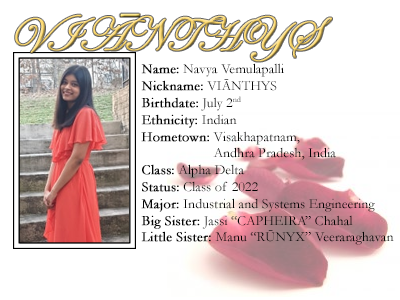 VIĀNTHYS
Name: Navya Vemulapalli
Nickname: VIĀNTHYS
Birthdate: July 2nd
Ethnicity: Indian
Hometown: Visakhapatnam,
Andhra Pradesh, India
Class: Alpha Delta
Status: Class of 2022
Major: Industrial and Systems Engineering
Big Sister: Jassi “CAPHEIRA” Chahal
Little Sister: Manu “RŪNYX” Veeraraghavan